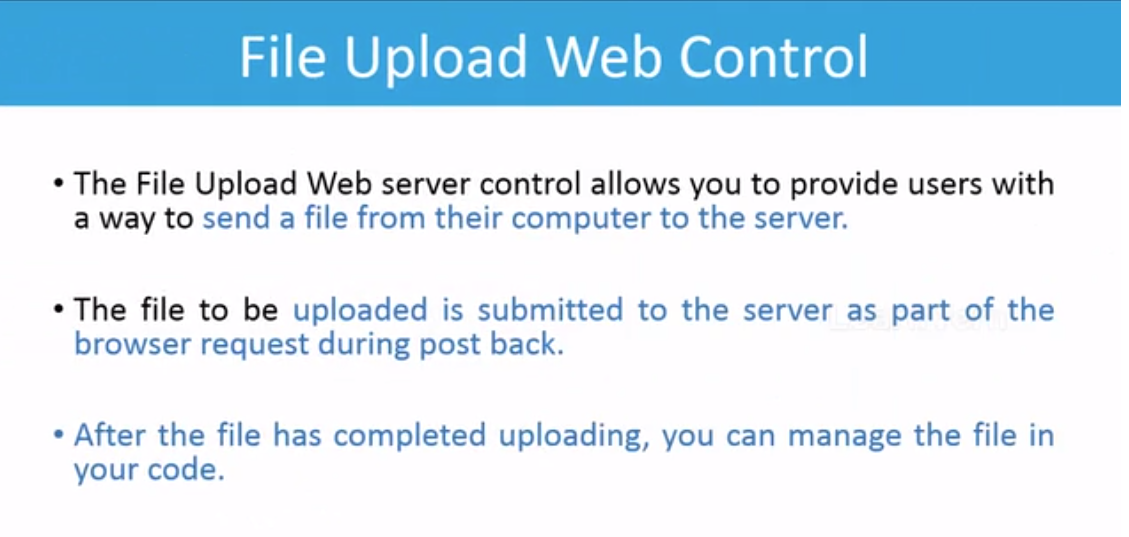 File Upload Web Control
• The File Upload Web server control allows you to provide users with
a way to send a file from their computer to the server.
• The file to be uploaded is submitted to the server as part of the
browser request during post back.
• After the file has completed uploading, you can manage the file in
your code.